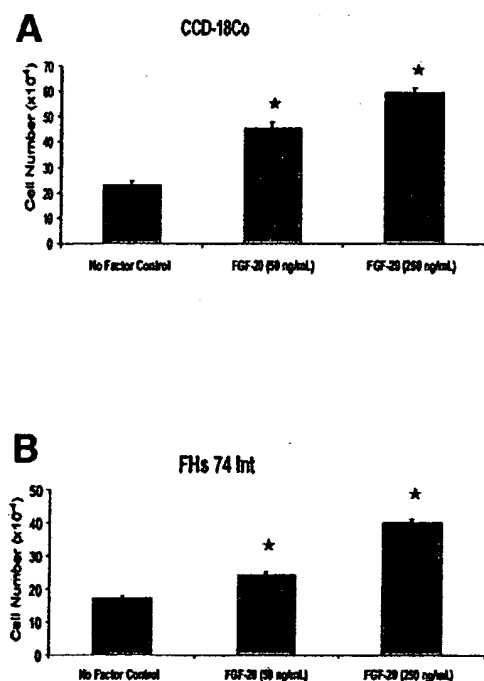 A
CCD-18Co
Cell Number (x10⁻⁴)
70
60
50
40
30
20
10
0
★
★
No Factor Control
FGF-20 (50 ng/mL)
FGF-20 (250 ng/mL)
B
FHs 74 Int
Cell Number (x10⁻⁴)
50
40
30
20
10
0
★
★
No Factor Control
FGF-20 (50 ng/mL)
FGF-20 (250 ng/mL)